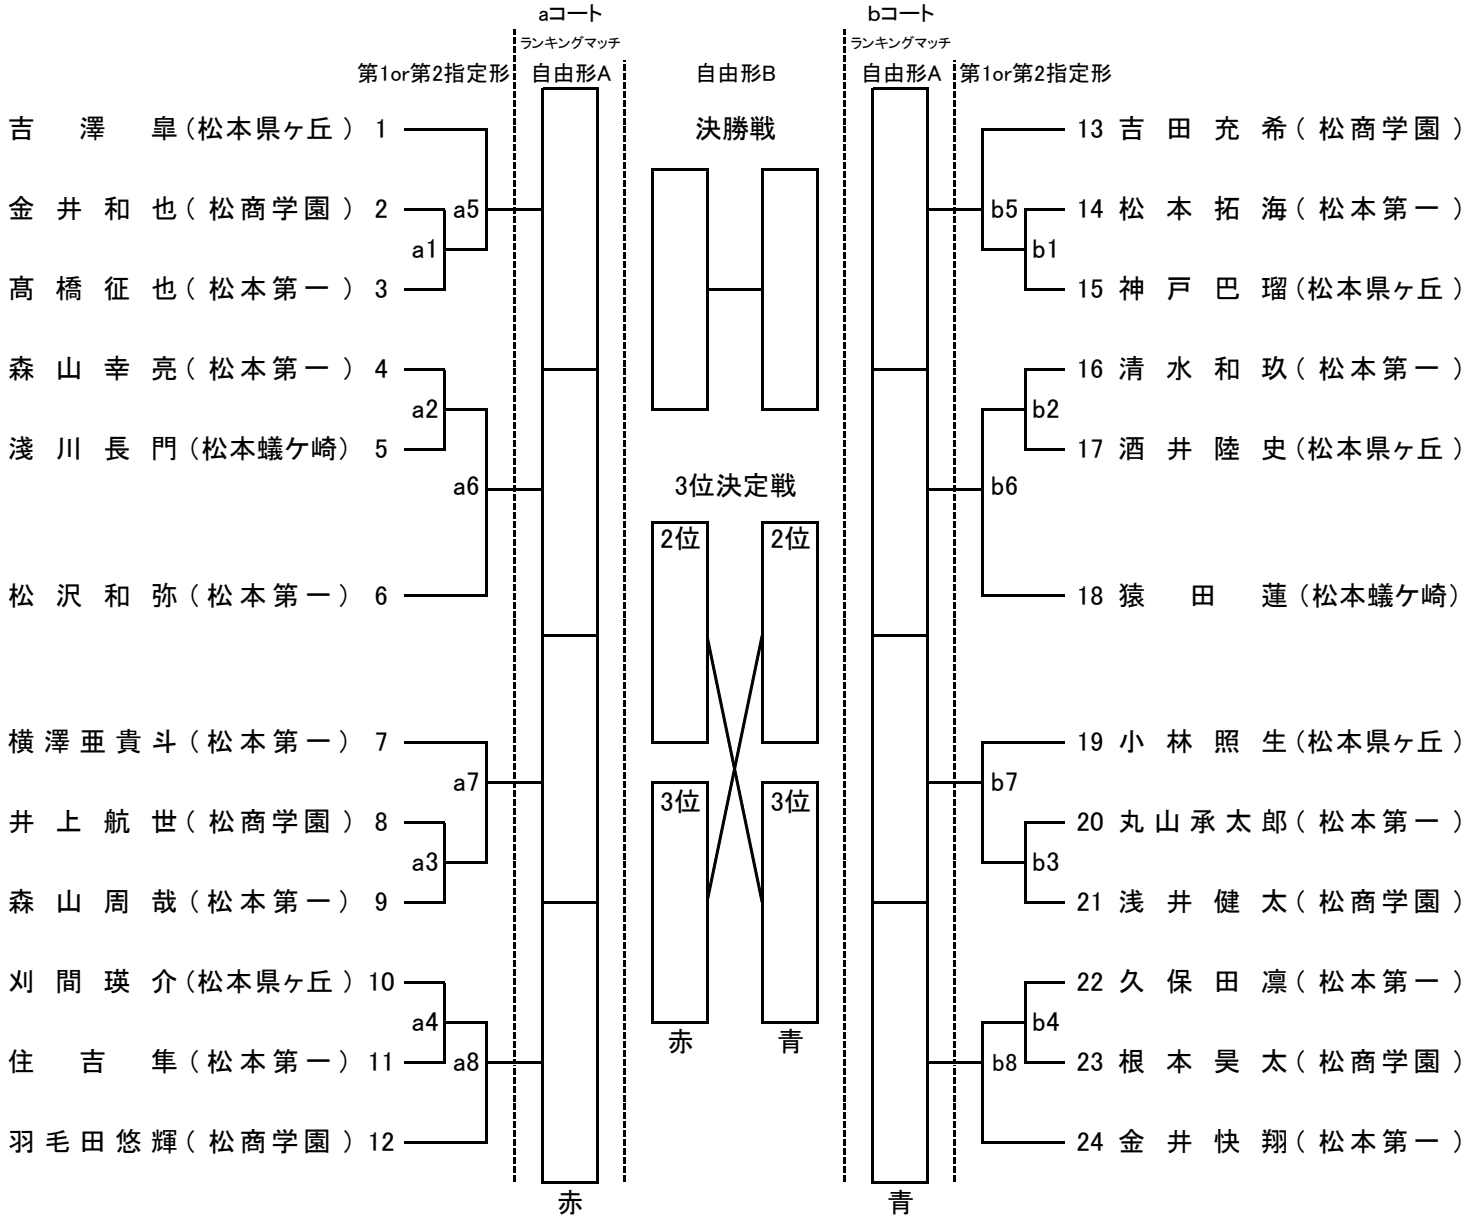 aコート bコート
ランキングマッチ ランキングマッチ
第1or第2指定形 自由形A 自由形B 自由形A 第1or第2指定形
吉澤皐(松本県ヶ丘) 1 決勝戦 13 吉田充希(松商学園)
金井和也(松商学園) 2 a5 b5 14 松本拓海(松本第一)
a1 b1
髙橋征也(松本第一) 3 15 神戸巴瑠(松本県ヶ丘)
森山幸亮(松本第一) 4 16 清水和玖(松本第一)
a2 b2
淺川長門(松本蟻ケ崎) 5 17 酒井陸史(松本県ヶ丘)
a6 3位決定戦 b6
2位 2位
松沢和弥(松本第一) 6 18 猿田蓮(松本蟻ケ崎)
横澤亜貴斗(松本第一) 7 19 小林照生(松本県ヶ丘)
a7 b7
3位 3位
井上航世(松商学園) 8 20 丸山承太郎(松本第一)
a3 b3
森山周哉(松本第一) 9 21 浅井健太(松商学園)
刈間瑛介(松本県ヶ丘) 10 22 久保田凛(松本第一)
a4 b4
赤 青
住吉隼(松本第一) 11 a8 b8 23 根本昊太(松商学園)
羽毛田悠輝(松商学園) 12 24 金井快翔(松本第一)
赤 青